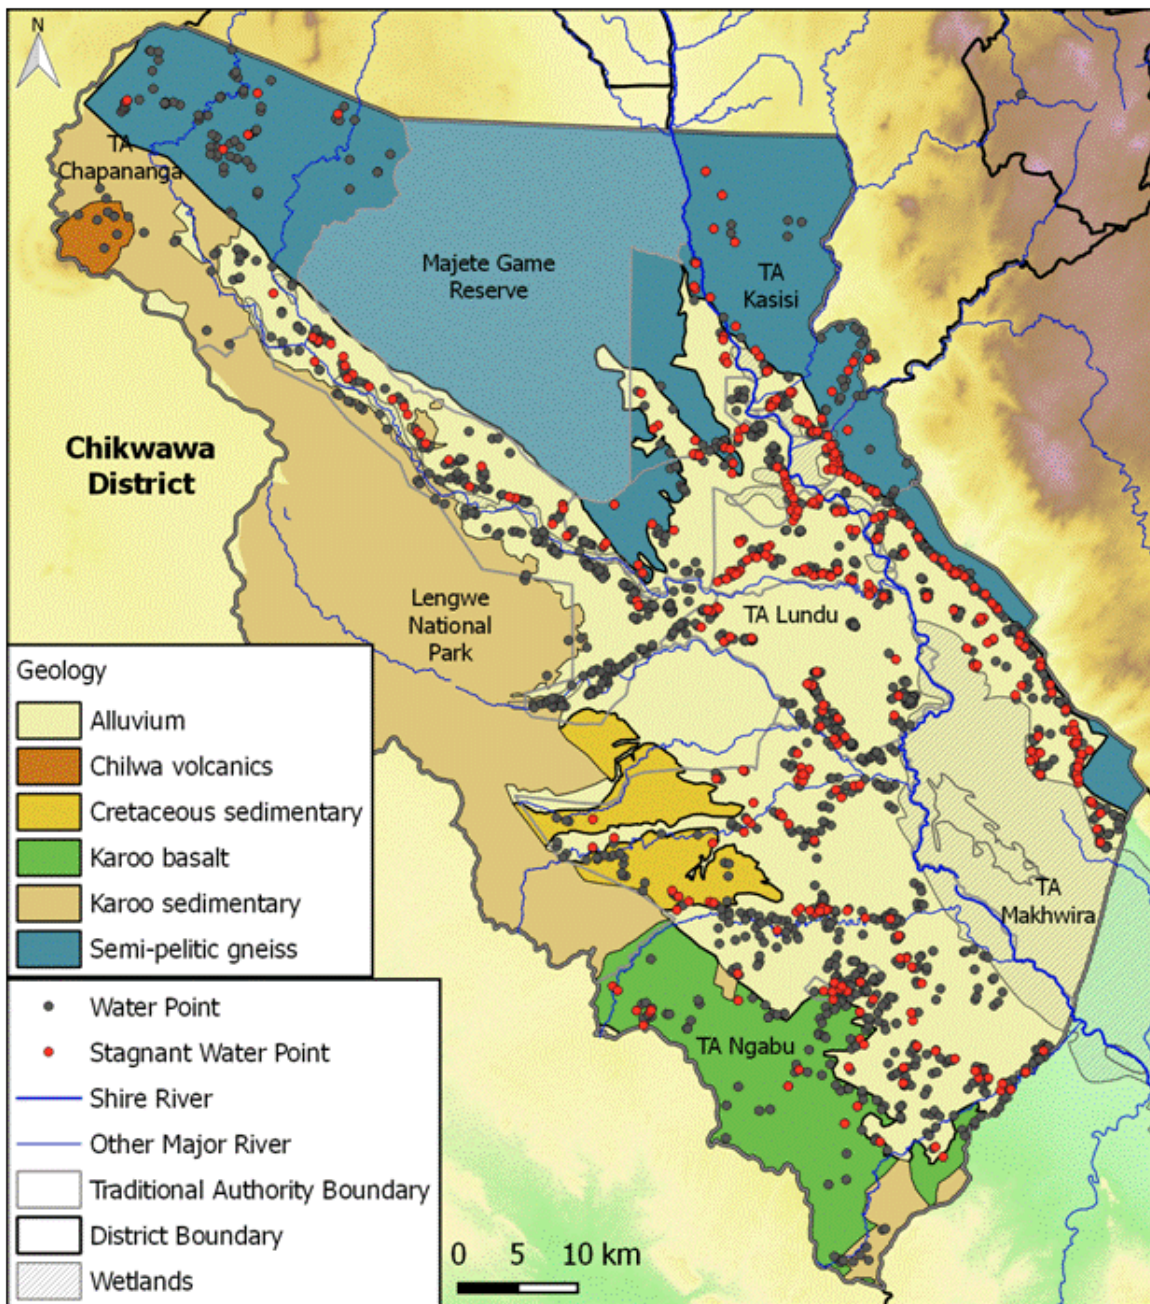 N
TA
Chapananga
Majete Game
Reserve
TA
Kasisi
Chikwawa
District
Lengwe
National
Park
TA Lundu
TA
Makhwira
TA Ngabu
Geology
Alluvium
Chilwa volcanics
Cretaceous sedimentary
Karoo basalt
Karoo sedimentary
Semi-pelitic gneiss
Water Point
Stagnant Water Point
Shire River
Other Major River
Traditional Authority Boundary
District Boundary
Wetlands
0 5 10 km